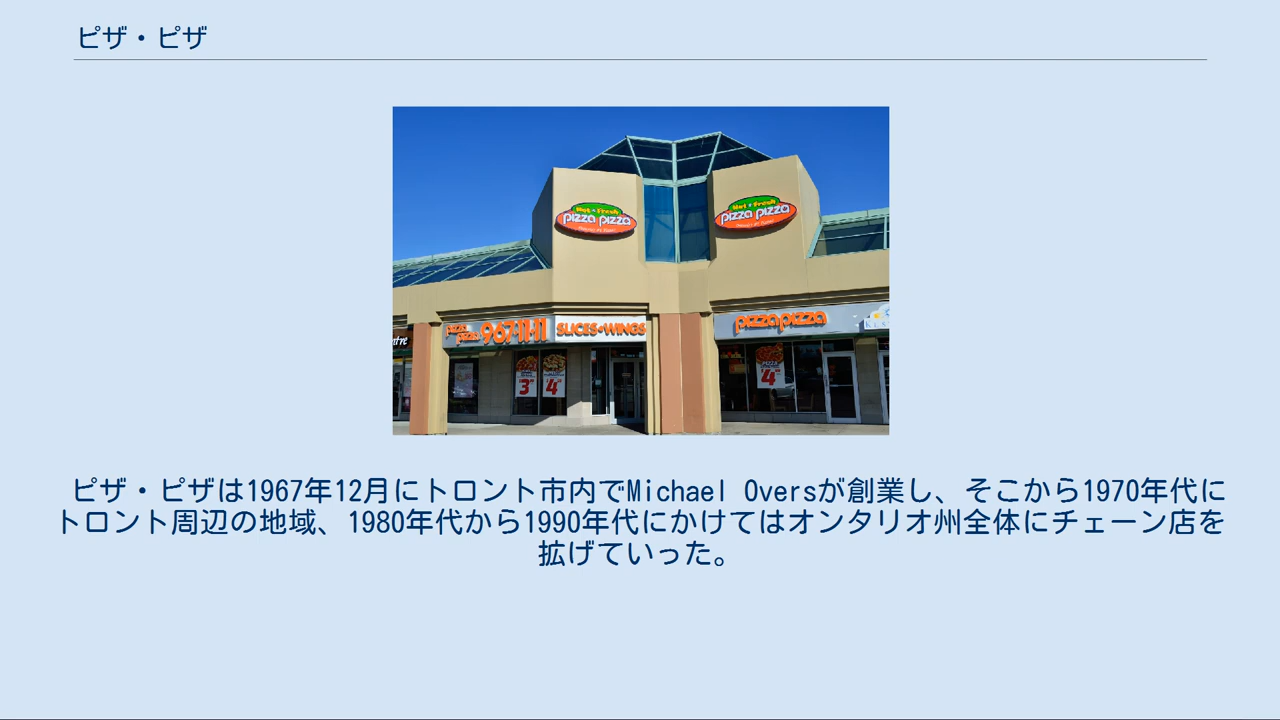 ピザ・ピザ
Hot・Fresh
pizza pizza
Hot・Fresh
pizza pizza
pizza
pizza 967-11-11
SLICES・WINGS
pizza pizza
ntre
3
4
PIZZA
4
ピザ・ピザは1967年12月にトロント市内でMichael Oversが創業し、そこから1970年代に
トロント周辺の地域、1980年代から1990年代にかけてはオンタリオ州全体にチェーン店を
拡げていった。